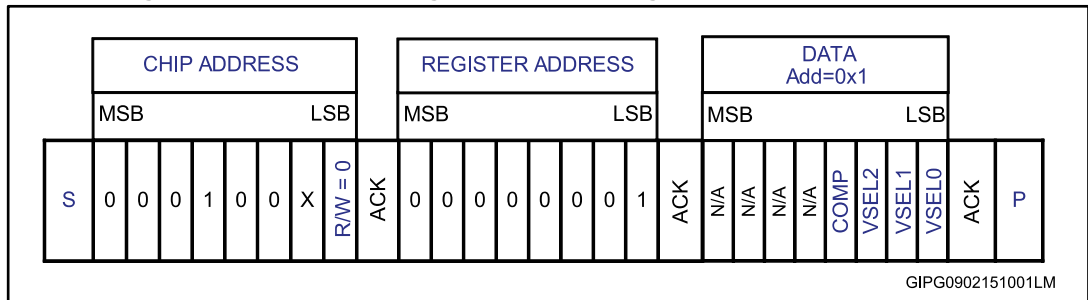 CHIP ADDRESS REGISTER ADDRESS DATA
Add=0x1
MSB LSB MSB LSB MSB LSB
S 0 0 0 1 0 0 X R/W = 0 ACK 0 0 0 0 0 0 0 1 ACK N/A N/A N/A N/A COMP VSEL2 VSEL1 VSEL0 ACK P
GIPG0902151001LM